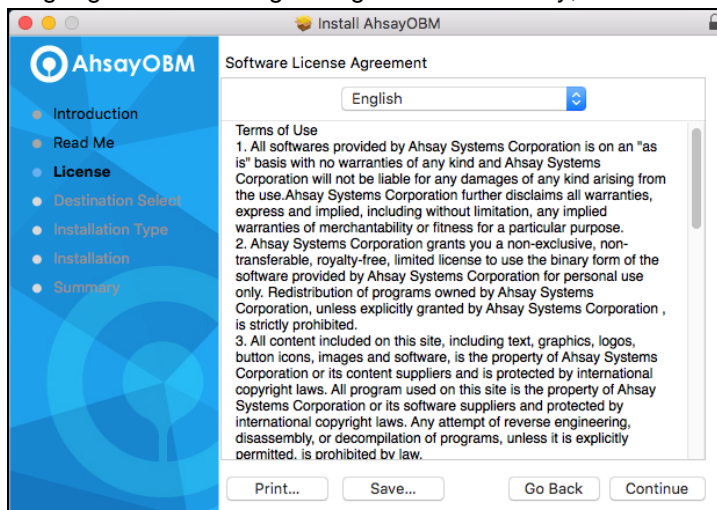 Install AhsayOBM
AhsayOBM
Introduction
Read Me
License
Destination Select
Installation Type
Installation
Summary
Software License Agreement
English
Terms of Use
1. All softwares provided by Ahsay Systems Corporation is on an "as
is" basis with no warranties of any kind and Ahsay Systems
Corporation will not be liable for any damages of any kind arising from
the use.Ahsay Systems Corporation further disclaims all warranties,
express and implied, including without limitation, any implied
warranties of merchantability or fitness for a particular purpose.
2. Ahsay Systems Corporation grants you a non-exclusive, non-
transferable, royalty-free, limited license to use the binary form of the
software provided by Ahsay Systems Corporation for personal use
only. Redistribution of programs owned by Ahsay Systems
Corporation, unless explicitly granted by Ahsay Systems Corporation ,
is strictly prohibited.
3. All content included on this site, including text, graphics, logos,
button icons, images and software, is the property of Ahsay Systems
Corporation or its content suppliers and is protected by international
copyright laws. All program used on this site is the property of Ahsay
Systems Corporation or its software suppliers and protected by
international copyright laws. Any attempt of reverse engineering,
disassembly, or decompilation of programs, unless it is explicitly
permitted, is prohibited by law.
Print...
Save...
Go Back
Continue